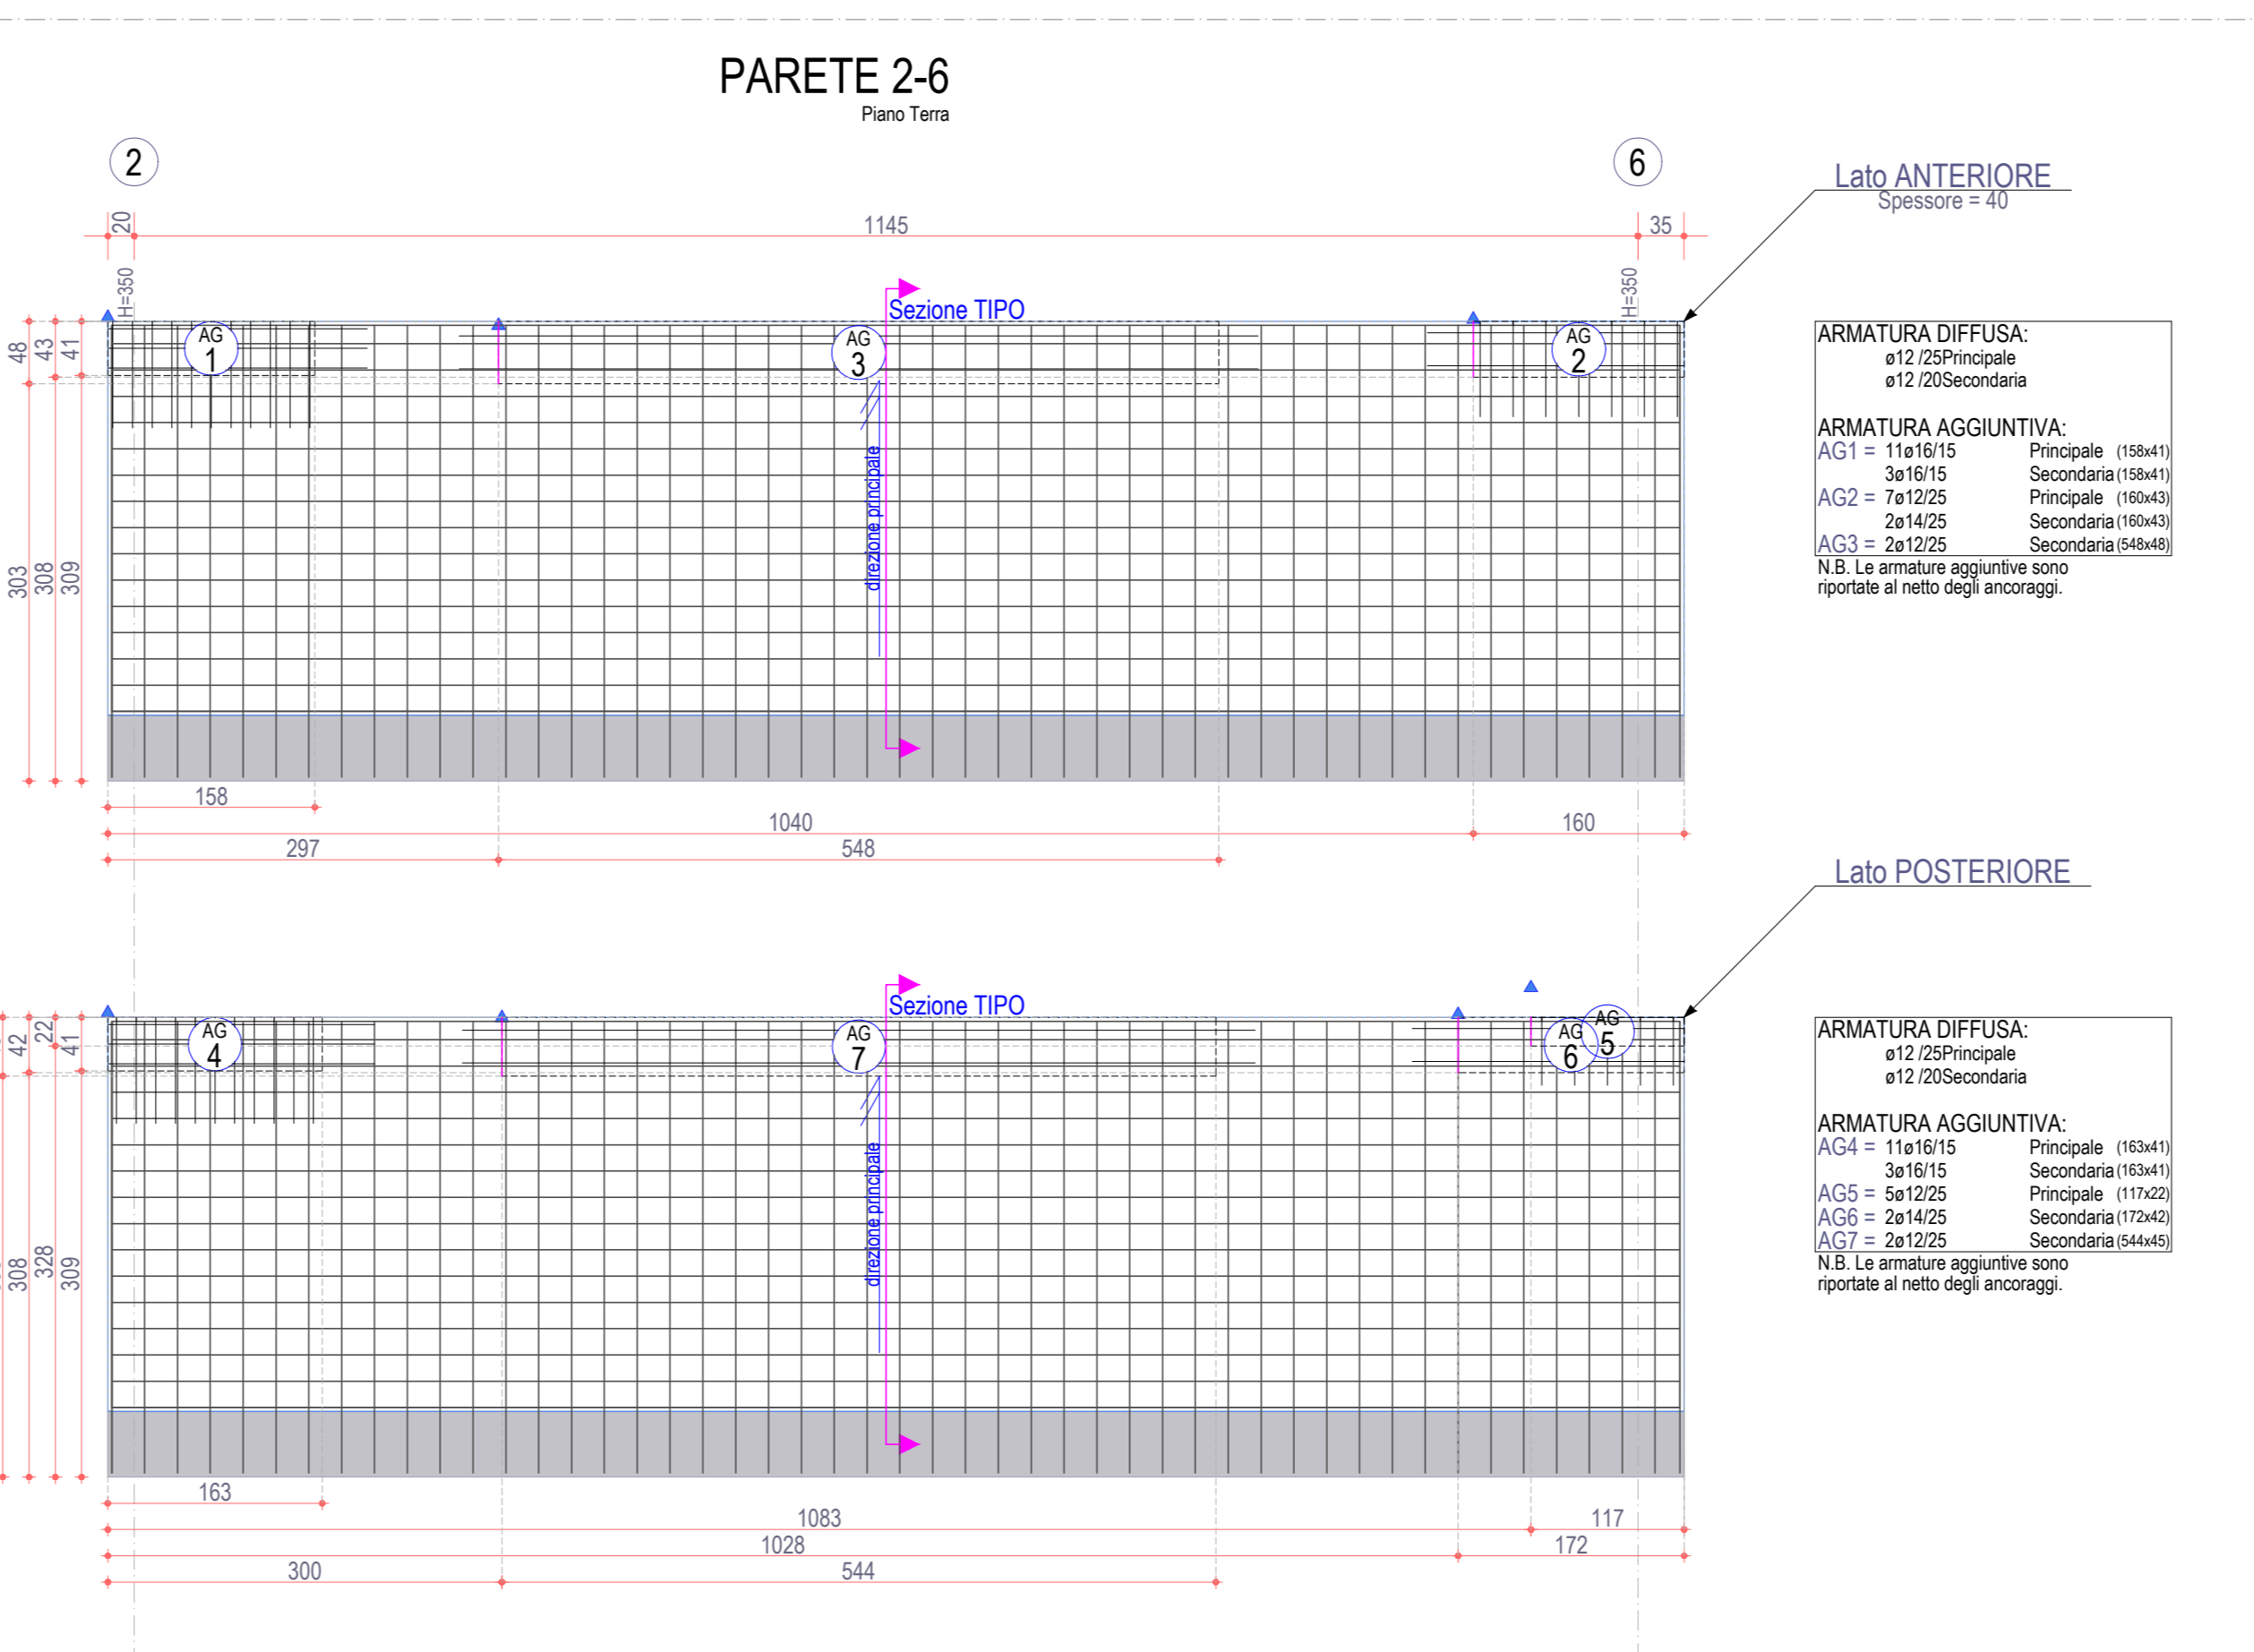 PARETE 2-6
Piano Terra
2
6
Lato ANTERIORE
Spessore = 40
20
1145
35
H=350
H=350
Sezione TIPO
AG
1
AG
3
AG
2
48
43
41
303
308
309
direzione principale
158
1040
160
297
548
ARMATURA DIFFUSA:
ø12 /25Principale
ø12 /20Secondaria
ARMATURA AGGIUNTIVA:
AG1 = 11ø16/15 Principale (158x41)
3ø16/15 Secondaria (158x41)
AG2 = 7ø12/25 Principale (160x43)
2ø14/25 Secondaria (160x43)
AG3 = 2ø12/25 Secondaria (548x48)
N.B. Le armature aggiuntive sono
riportate al netto degli ancoraggi.
Lato POSTERIORE
Sezione TIPO
AG
4
AG
7
AG
6
AG
5
42
22
41
308
328
309
direzione principale
163
1083
117
1028
172
300
544
ARMATURA DIFFUSA:
ø12 /25Principale
ø12 /20Secondaria
ARMATURA AGGIUNTIVA:
AG4 = 11ø16/15 Principale (163x41)
3ø16/15 Secondaria (163x41)
AG5 = 5ø12/25 Principale (117x22)
AG6 = 2ø14/25 Secondaria (172x42)
AG7 = 2ø12/25 Secondaria (544x45)
N.B. Le armature aggiuntive sono
riportate al netto degli ancoraggi.